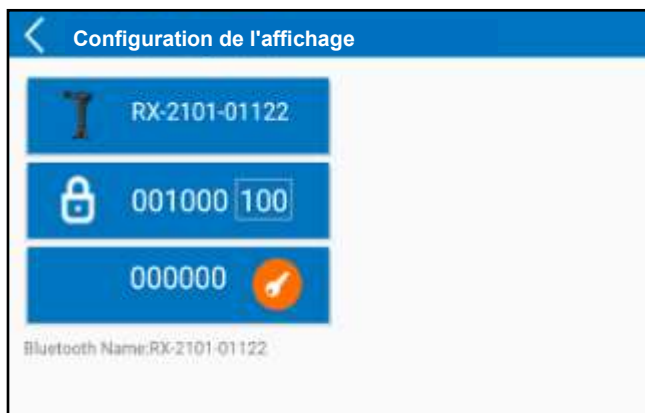 Configuration de l'affichage
RX-2101-01122
001000 100
000000
Bluetooth Name:RX-2101-01122